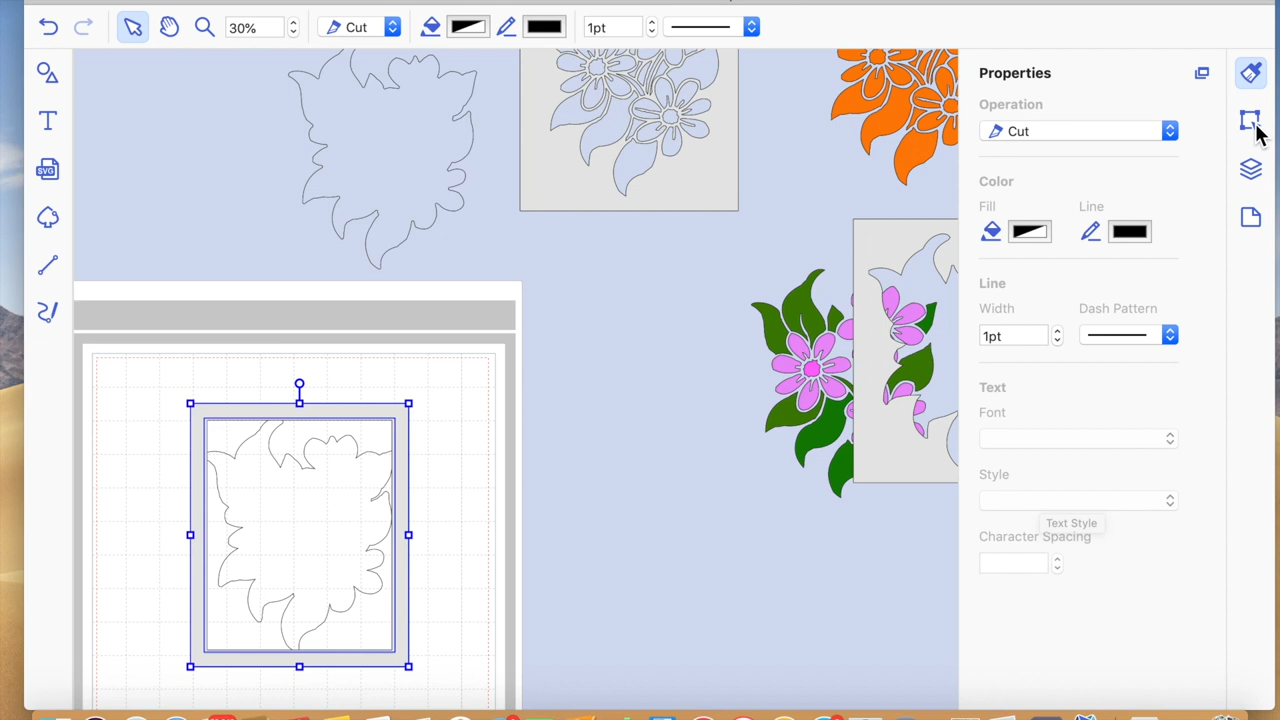 30%
Cut
1pt
T
SVG
Properties
Operation
Cut
Color
Fill
Line
Line
Width
Dash Pattern
1pt
Text
Font
Style
Text Style
Character Spacing